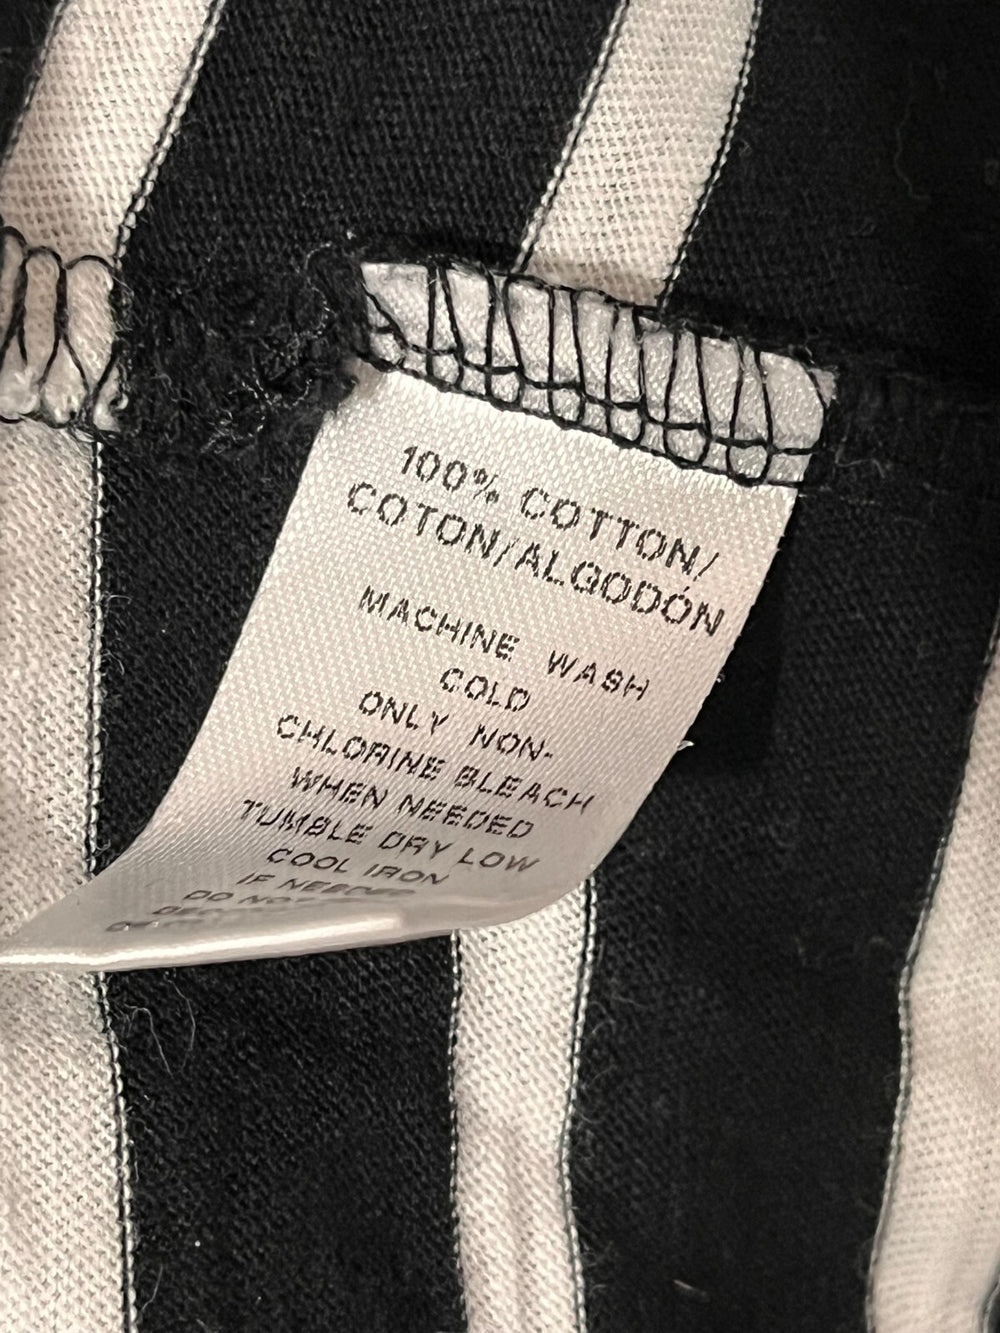 100% COTTON/
COTON/ALGODÓN
MACHINE WASH
COLD
ONLY NON-
CHLORINE BLEACH
WHEN NEEDED
TUMBLE DRY LOW
COOL IRON
IF NEEDED
DO NOT